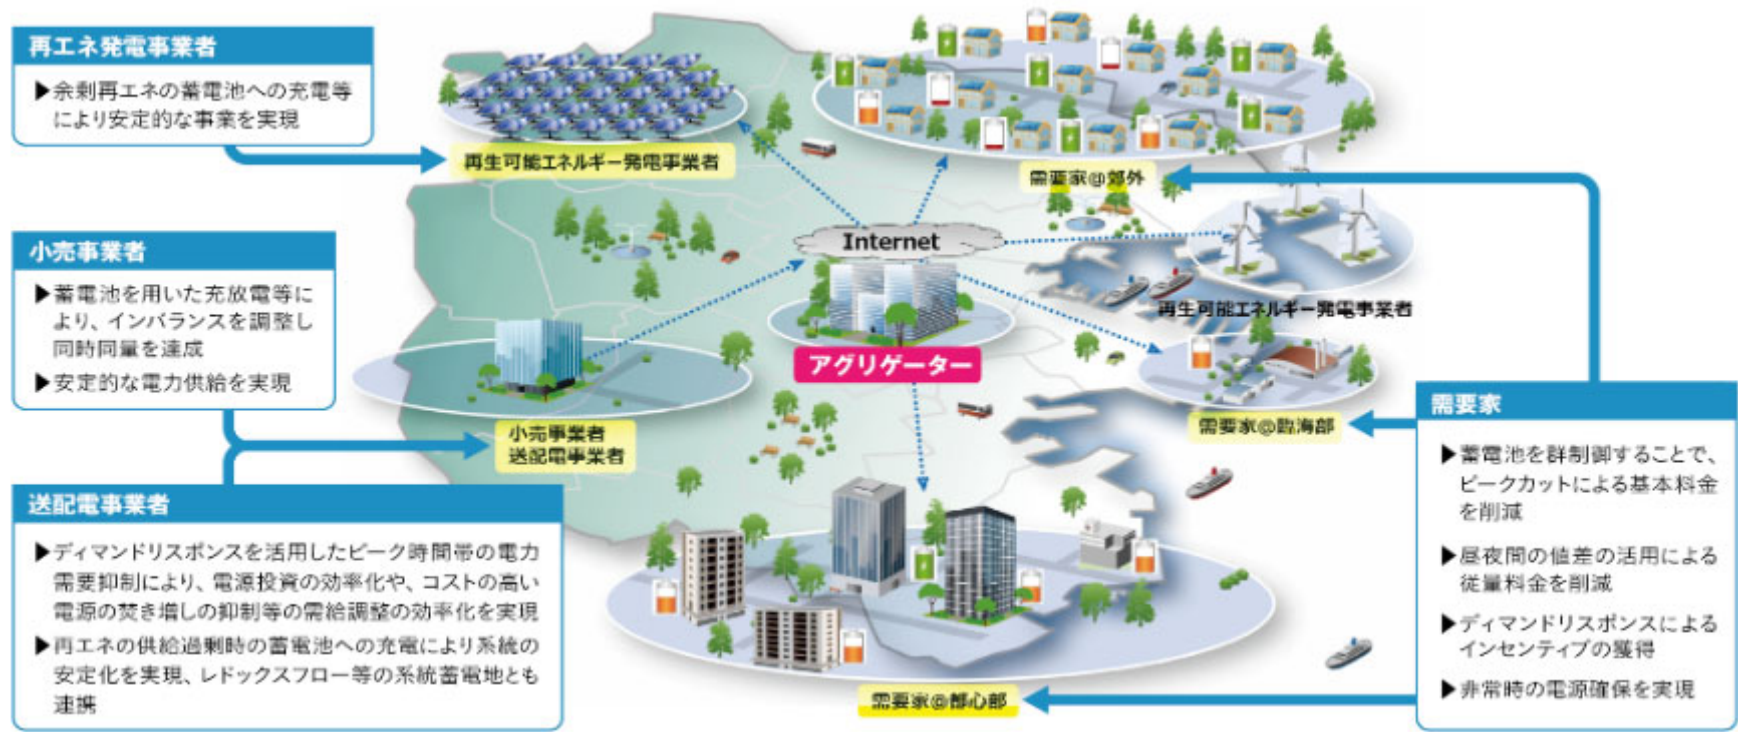 再エネ発電事業者
▶余剰再エネの蓄電池への充電等
により安定的な事業を実現
再生可能エネルギー発電事業者
需要家@郊外
小売事業者
▶蓄電池を用いた充放電等に
より、インバランスを調整し
同時同量を達成
▶安定的な電力供給を実現
Internet
アグリゲーター
再生可能エネルギー発電事業者
需要家@臨海部
小売事業者
送配電事業者
送配電事業者
▶ディマンドリスポンスを活用したピーク時間帯の電力
需要抑制により、電源投資の効率化や、コストの高い
電源の焚き増しの抑制等の需給調整の効率化を実現
▶再エネの供給過剰時の蓄電池への充電により系統の
安定化を実現、レドックスフロー等の系統蓄電地とも
連携
需要家@都心部
需要家
▶蓄電池を群制御することで、
ピークカットによる基本料金
を削減
▶昼夜間の値差の活用による
従量料金を削減
▶ディマンドリスポンスによる
インセンティブの獲得
▶非常時の電源確保を実現